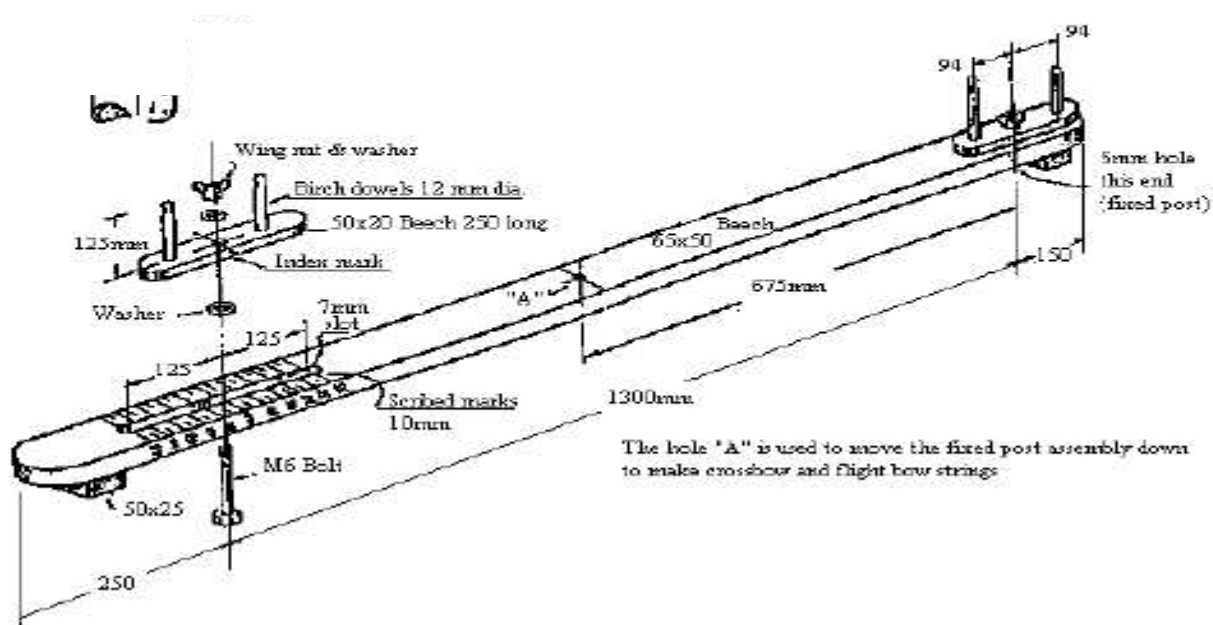 94
94
Wing nut & washer
Birch dowels 12 mm dia.
50x20 Beech 250 long
125mm
Index mark
Washer
7mm
slot
125
125
Scribed marks
10mm
M6 Bolt
50x25
250
"A"
Beech
65x50
675mm
150
1300mm
5mm hole
this end
(fixed post)
The hole "A" is used to move the fixed post assembly down
to make crossbow and flight bow strings